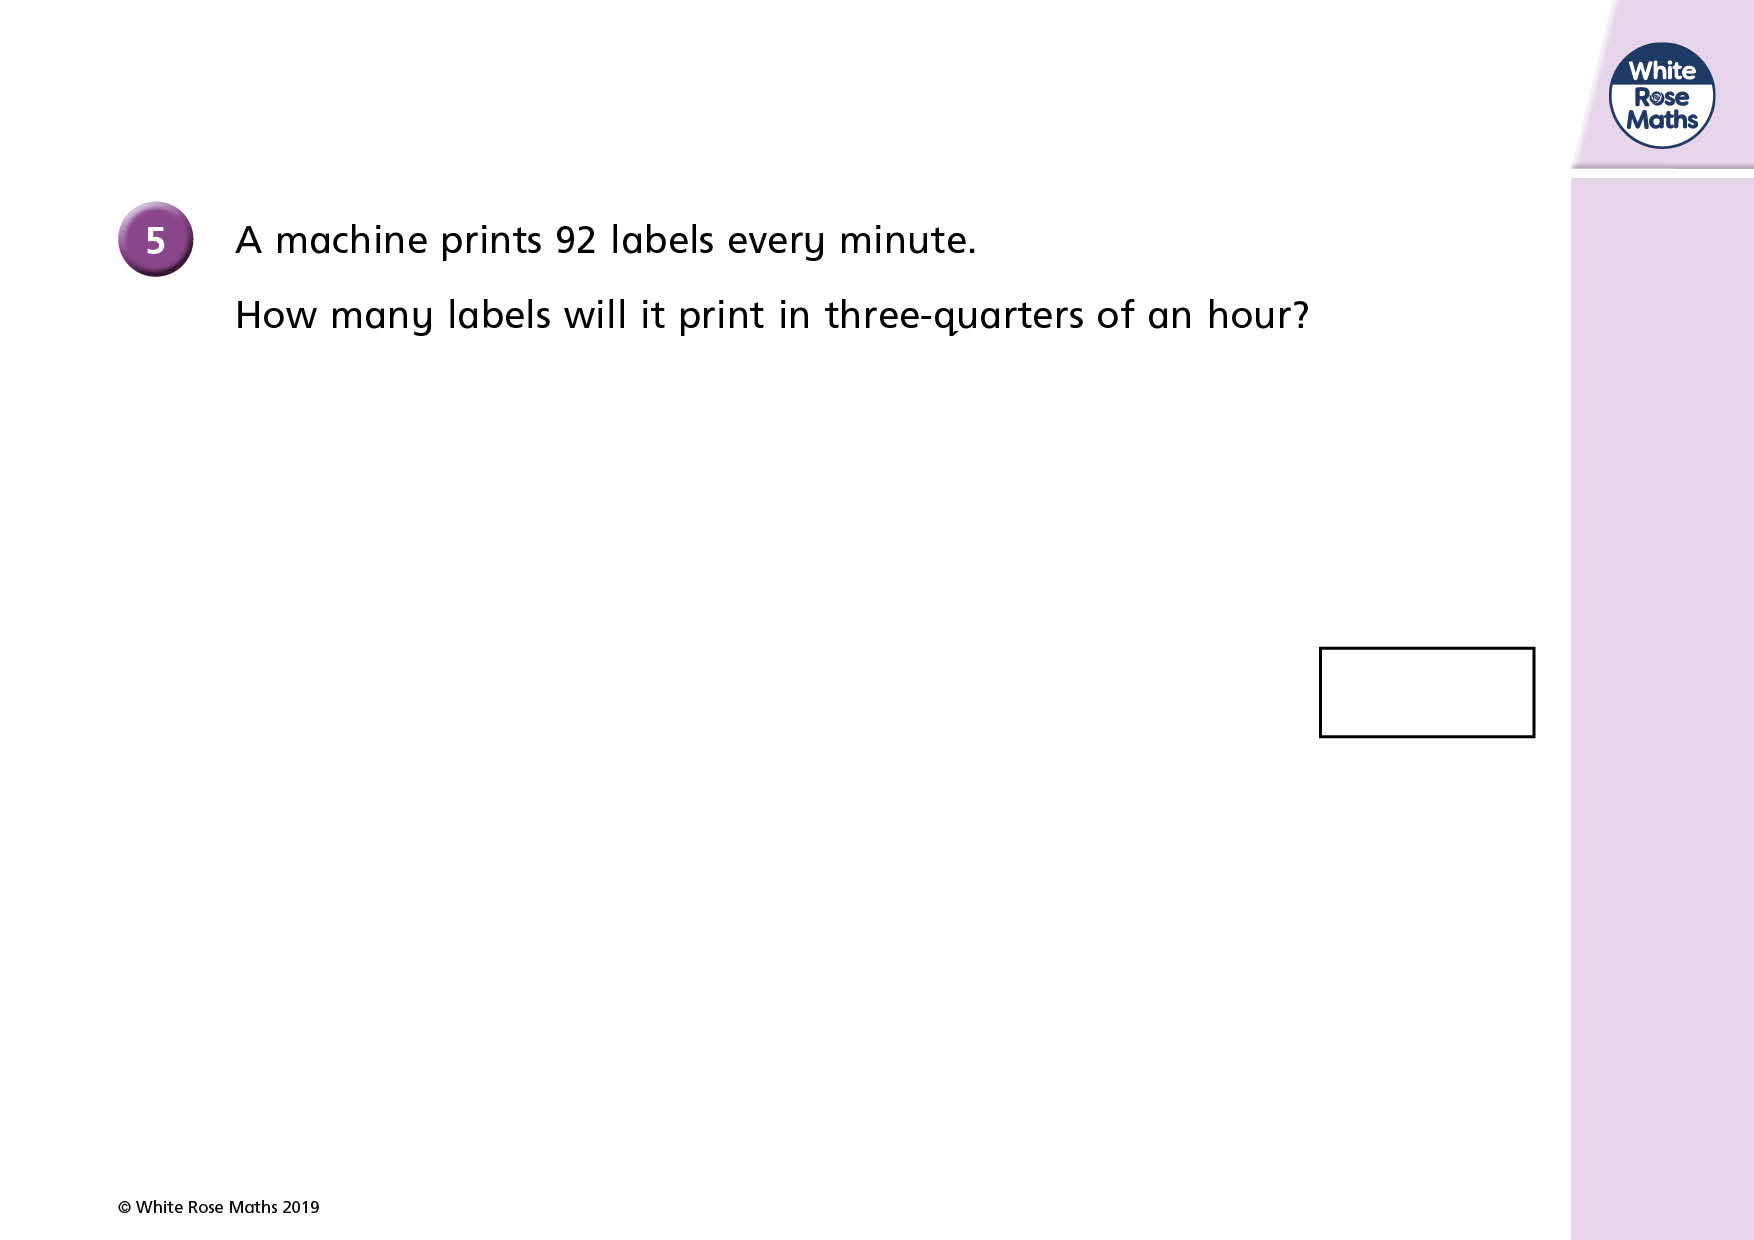 White
Rose
Maths
5 A machine prints 92 labels every minute.
How many labels will it print in three-quarters of an hour?
© White Rose Maths 2019